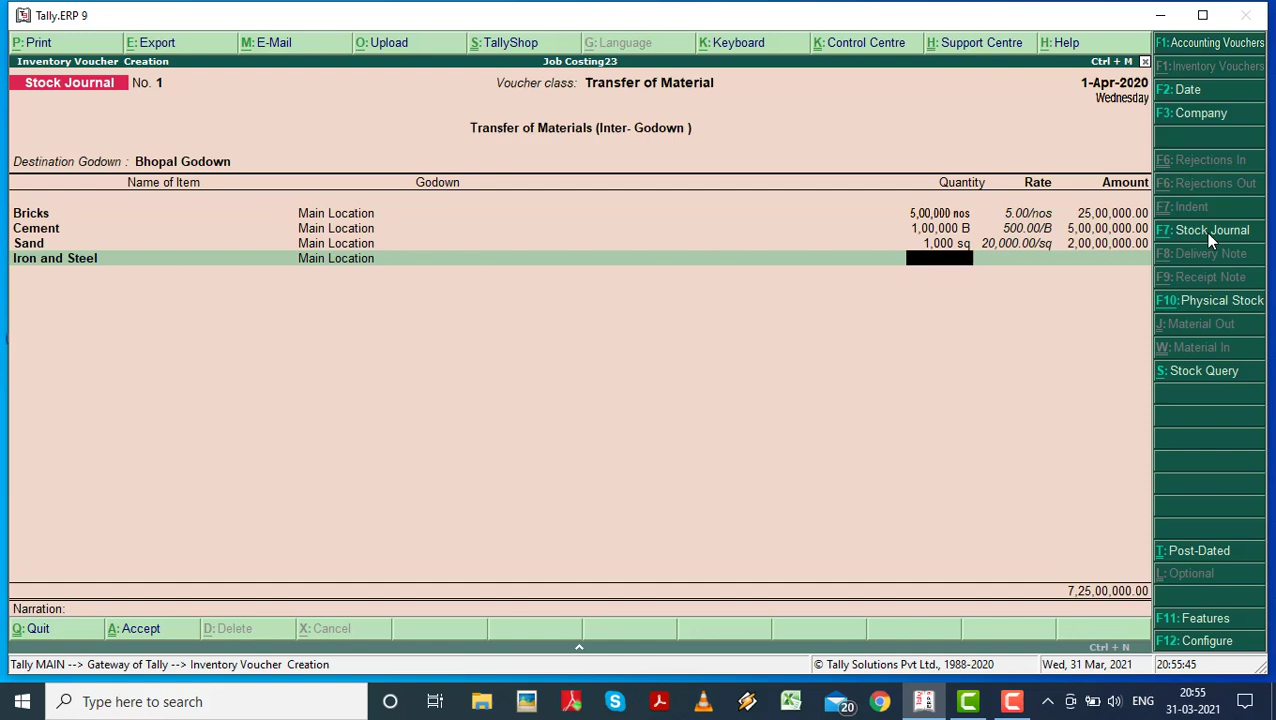 Tally.ERP 9
P: Print E: Export M: E-Mail O: Upload S: TallyShop G: Language K: Keyboard K: Control Centre H: Support Centre H: Help
F1: Accounting Vouchers
Inventory Voucher Creation Job Costing23 Ctrl + M
F1: Inventory Vouchers
Stock Journal No. 1 Voucher class: Transfer of Material 1-Apr-2020
F2: Date
Wednesday
F3: Company
Transfer of Materials (Inter- Godown )
Destination Godown : Bhopal Godown
F6: Rejections In
Name of Item Godown Quantity Rate Amount
F6: Rejections Out
F7: Indent
Bricks Main Location 5,00,000 nos 5.00/nos 25,00,000.00
Cement Main Location 1,00,000 B 500.00/B 5,00,00,000.00
F7: Stock Journal
Sand Main Location 1,000 sq 20,000.00/sq 2,00,00,000.00
Iron and Steel Main Location
F8: Delivery Note
F9: Receipt Note
F10: Physical Stock
J: Material Out
W: Material In
S: Stock Query
T: Post-Dated
L: Optional
7,25,00,000.00
Narration:
F11: Features
Q: Quit A: Accept D: Delete X: Cancel
F12: Configure
Ctrl + N
Tally MAIN --> Gateway of Tally --> Inventory Voucher Creation © Tally Solutions Pvt Ltd., 1988-2020 Wed, 31 Mar, 2021 20:55:45
Type here to search
20
ENG
20:55
31-03-2021